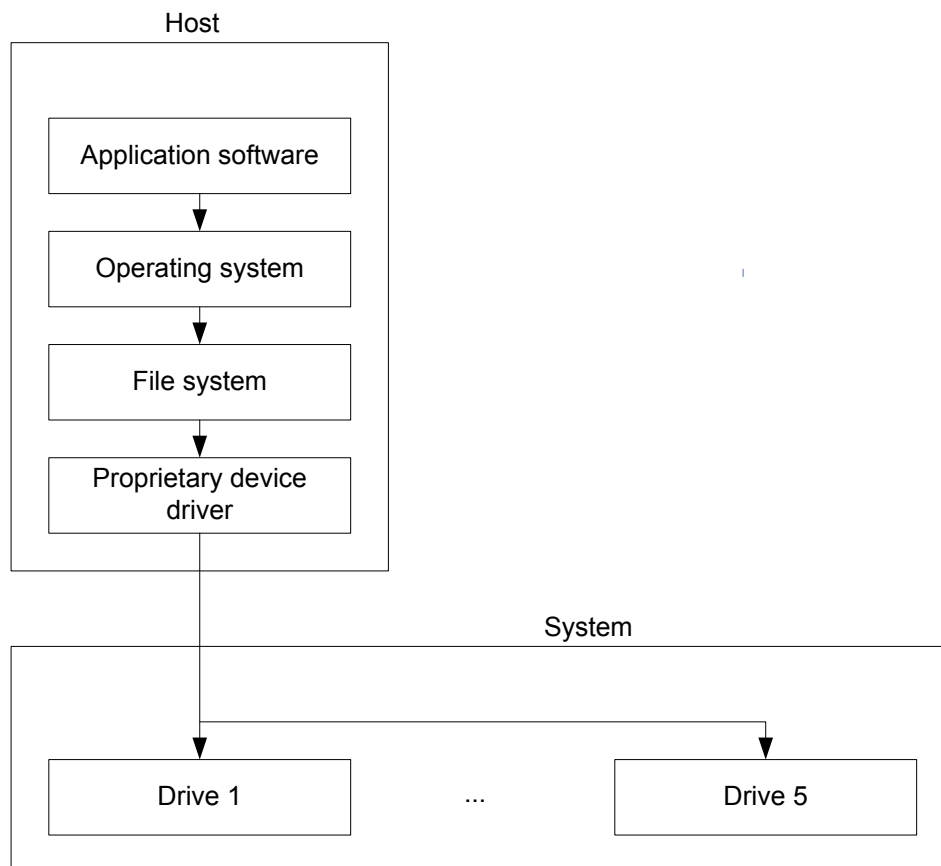 Host
Application software
Operating system
File system
Proprietary device
driver
System
Drive 1
...
Drive 5